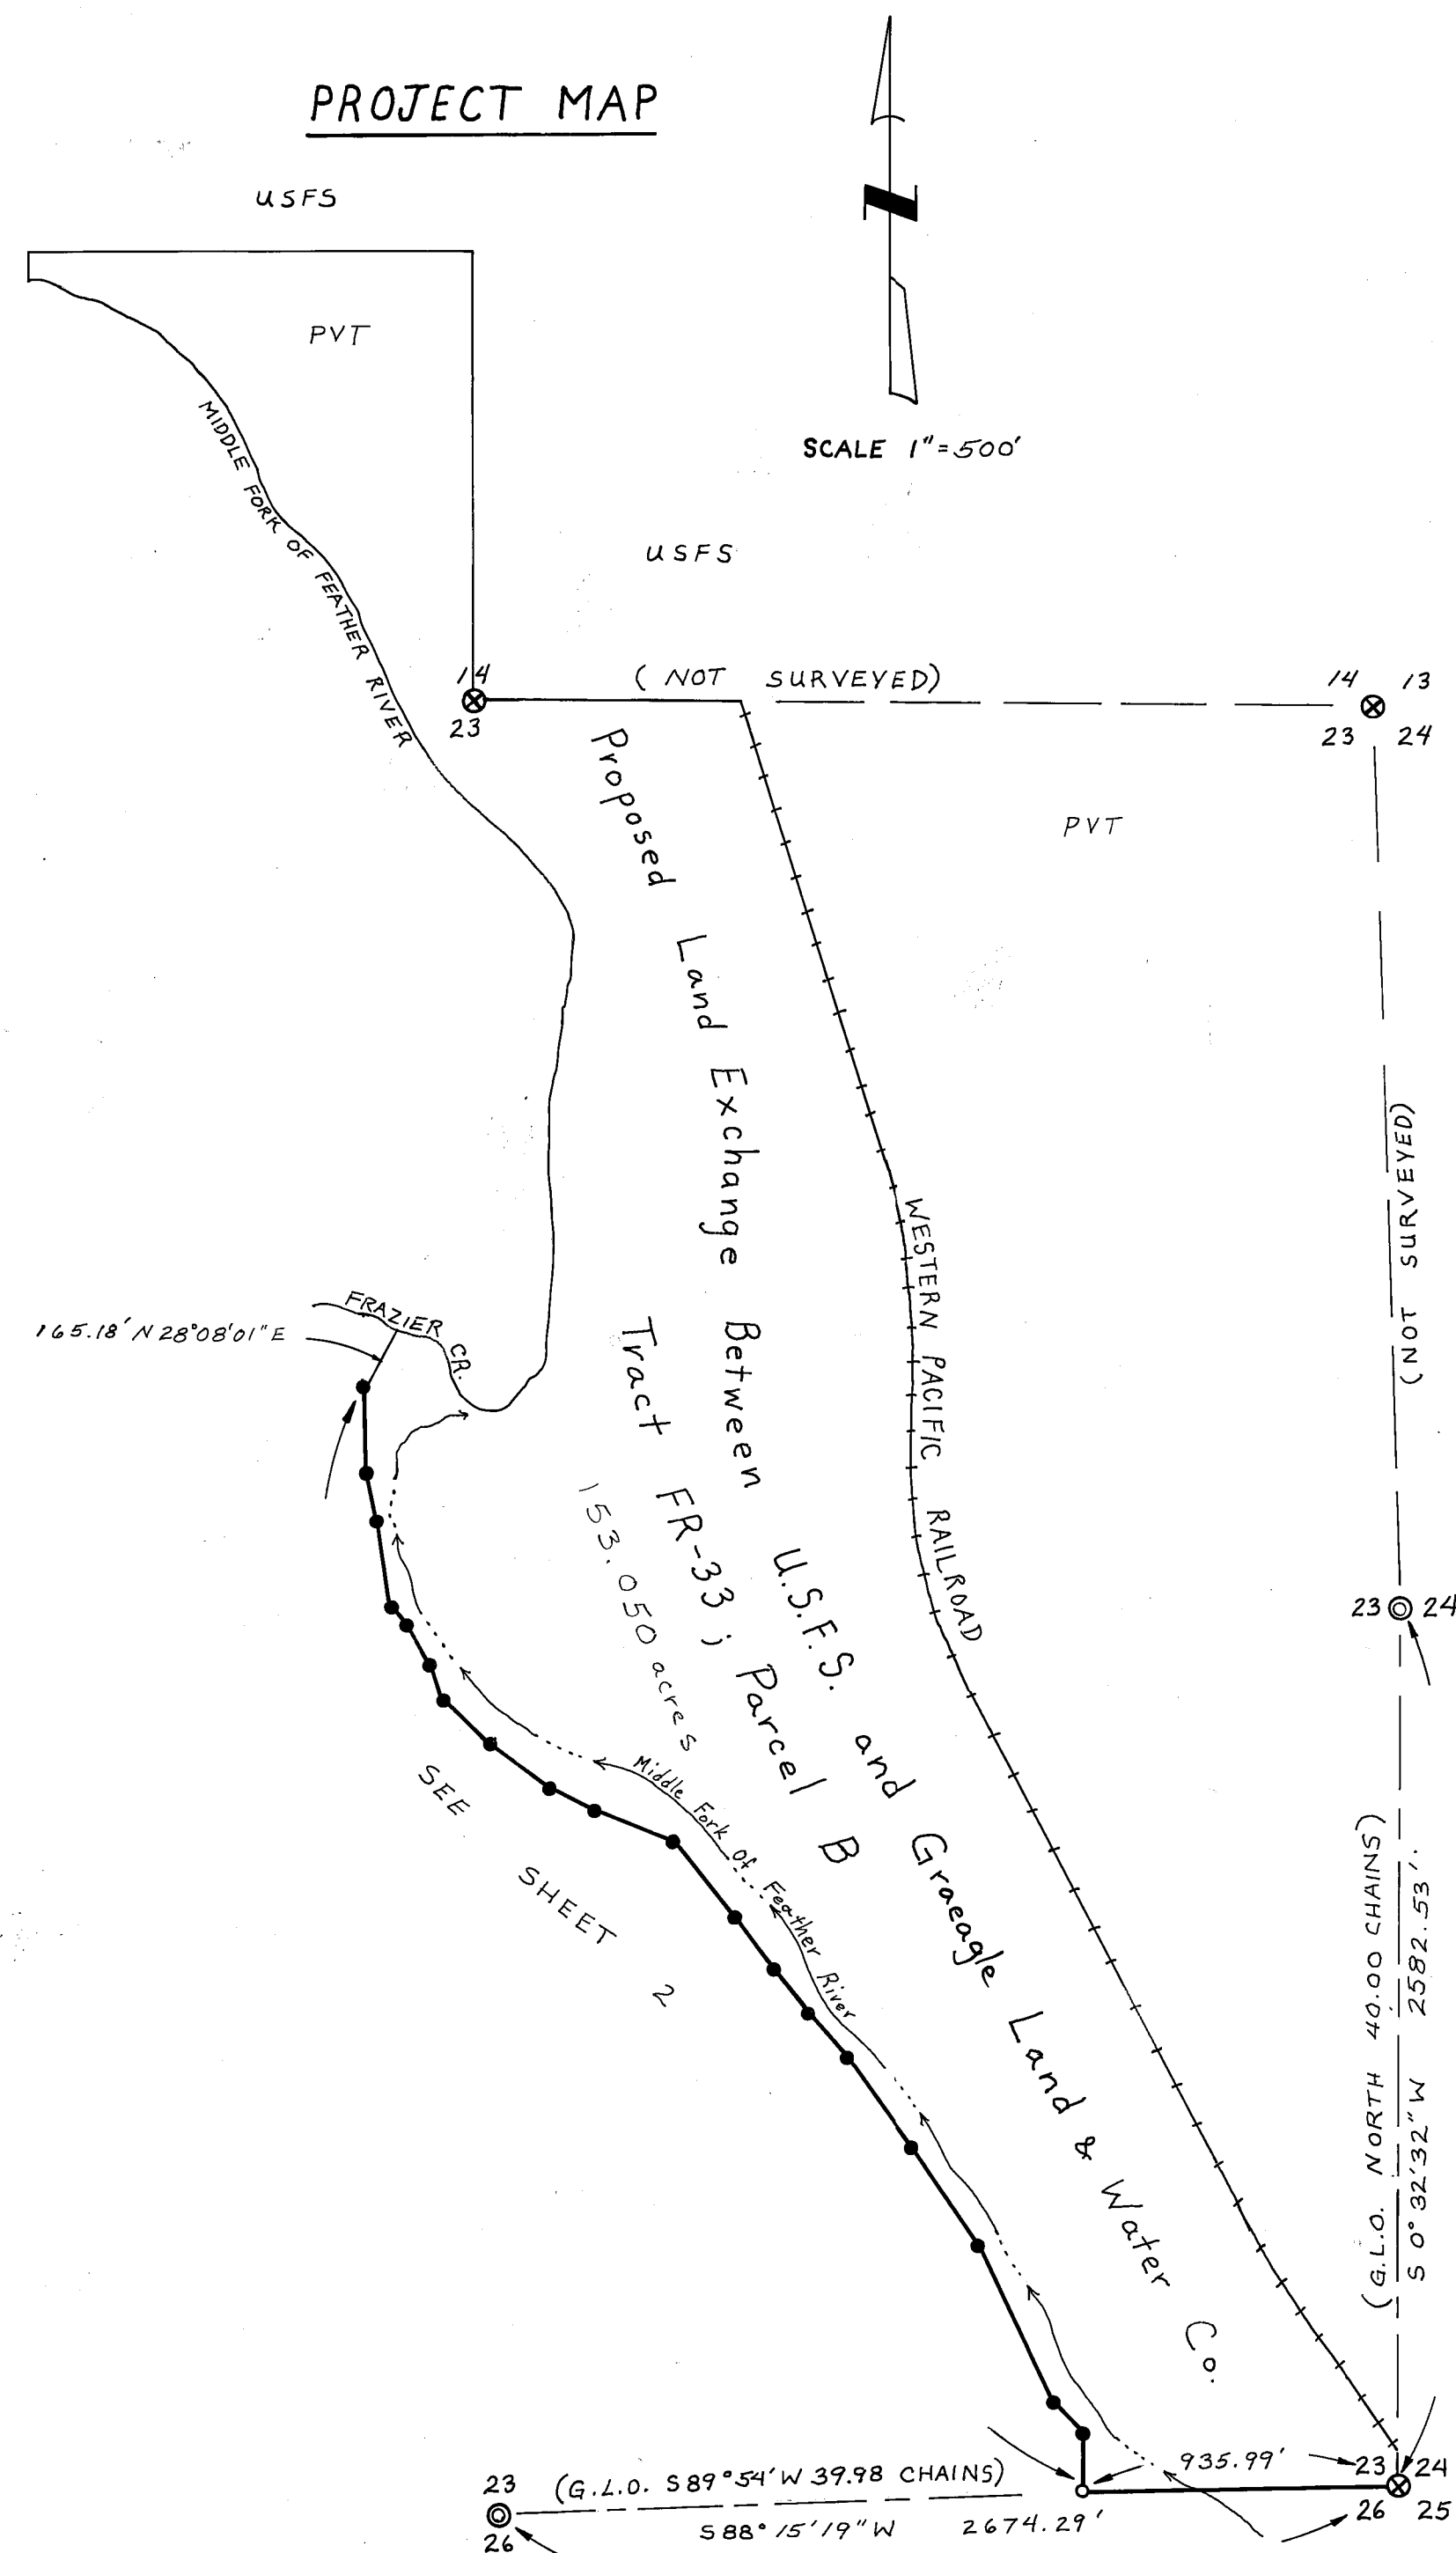 PROJECT MAP
USFS
PVT
MIDDLE FORK OF FEATHER RIVER
SCALE 1"=500'
USFS
14
23
(NOT SURVEYED)
14 13
23 24
PVT
Proposed Land Exchange Between U.S.F.S. and Graeagle Land & Water Co.
Tract FR-33; Parcel B
153.050 acres
WESTERN PACIFIC RAILROAD
(NOT SURVEYED)
FRAZIER CR.
165.18' N 28°08'01" E
23 24
SEE SHEET 2
Middle Fork Of Feather River
(G.L.O. NORTH 40.00 CHAINS)
S 0°32'32" W 2582.53'
935.99'
23 24
26 25
23
26
(G.L.O. S89°54'W 39.98 CHAINS)
S88°15'19"W 2674.29'